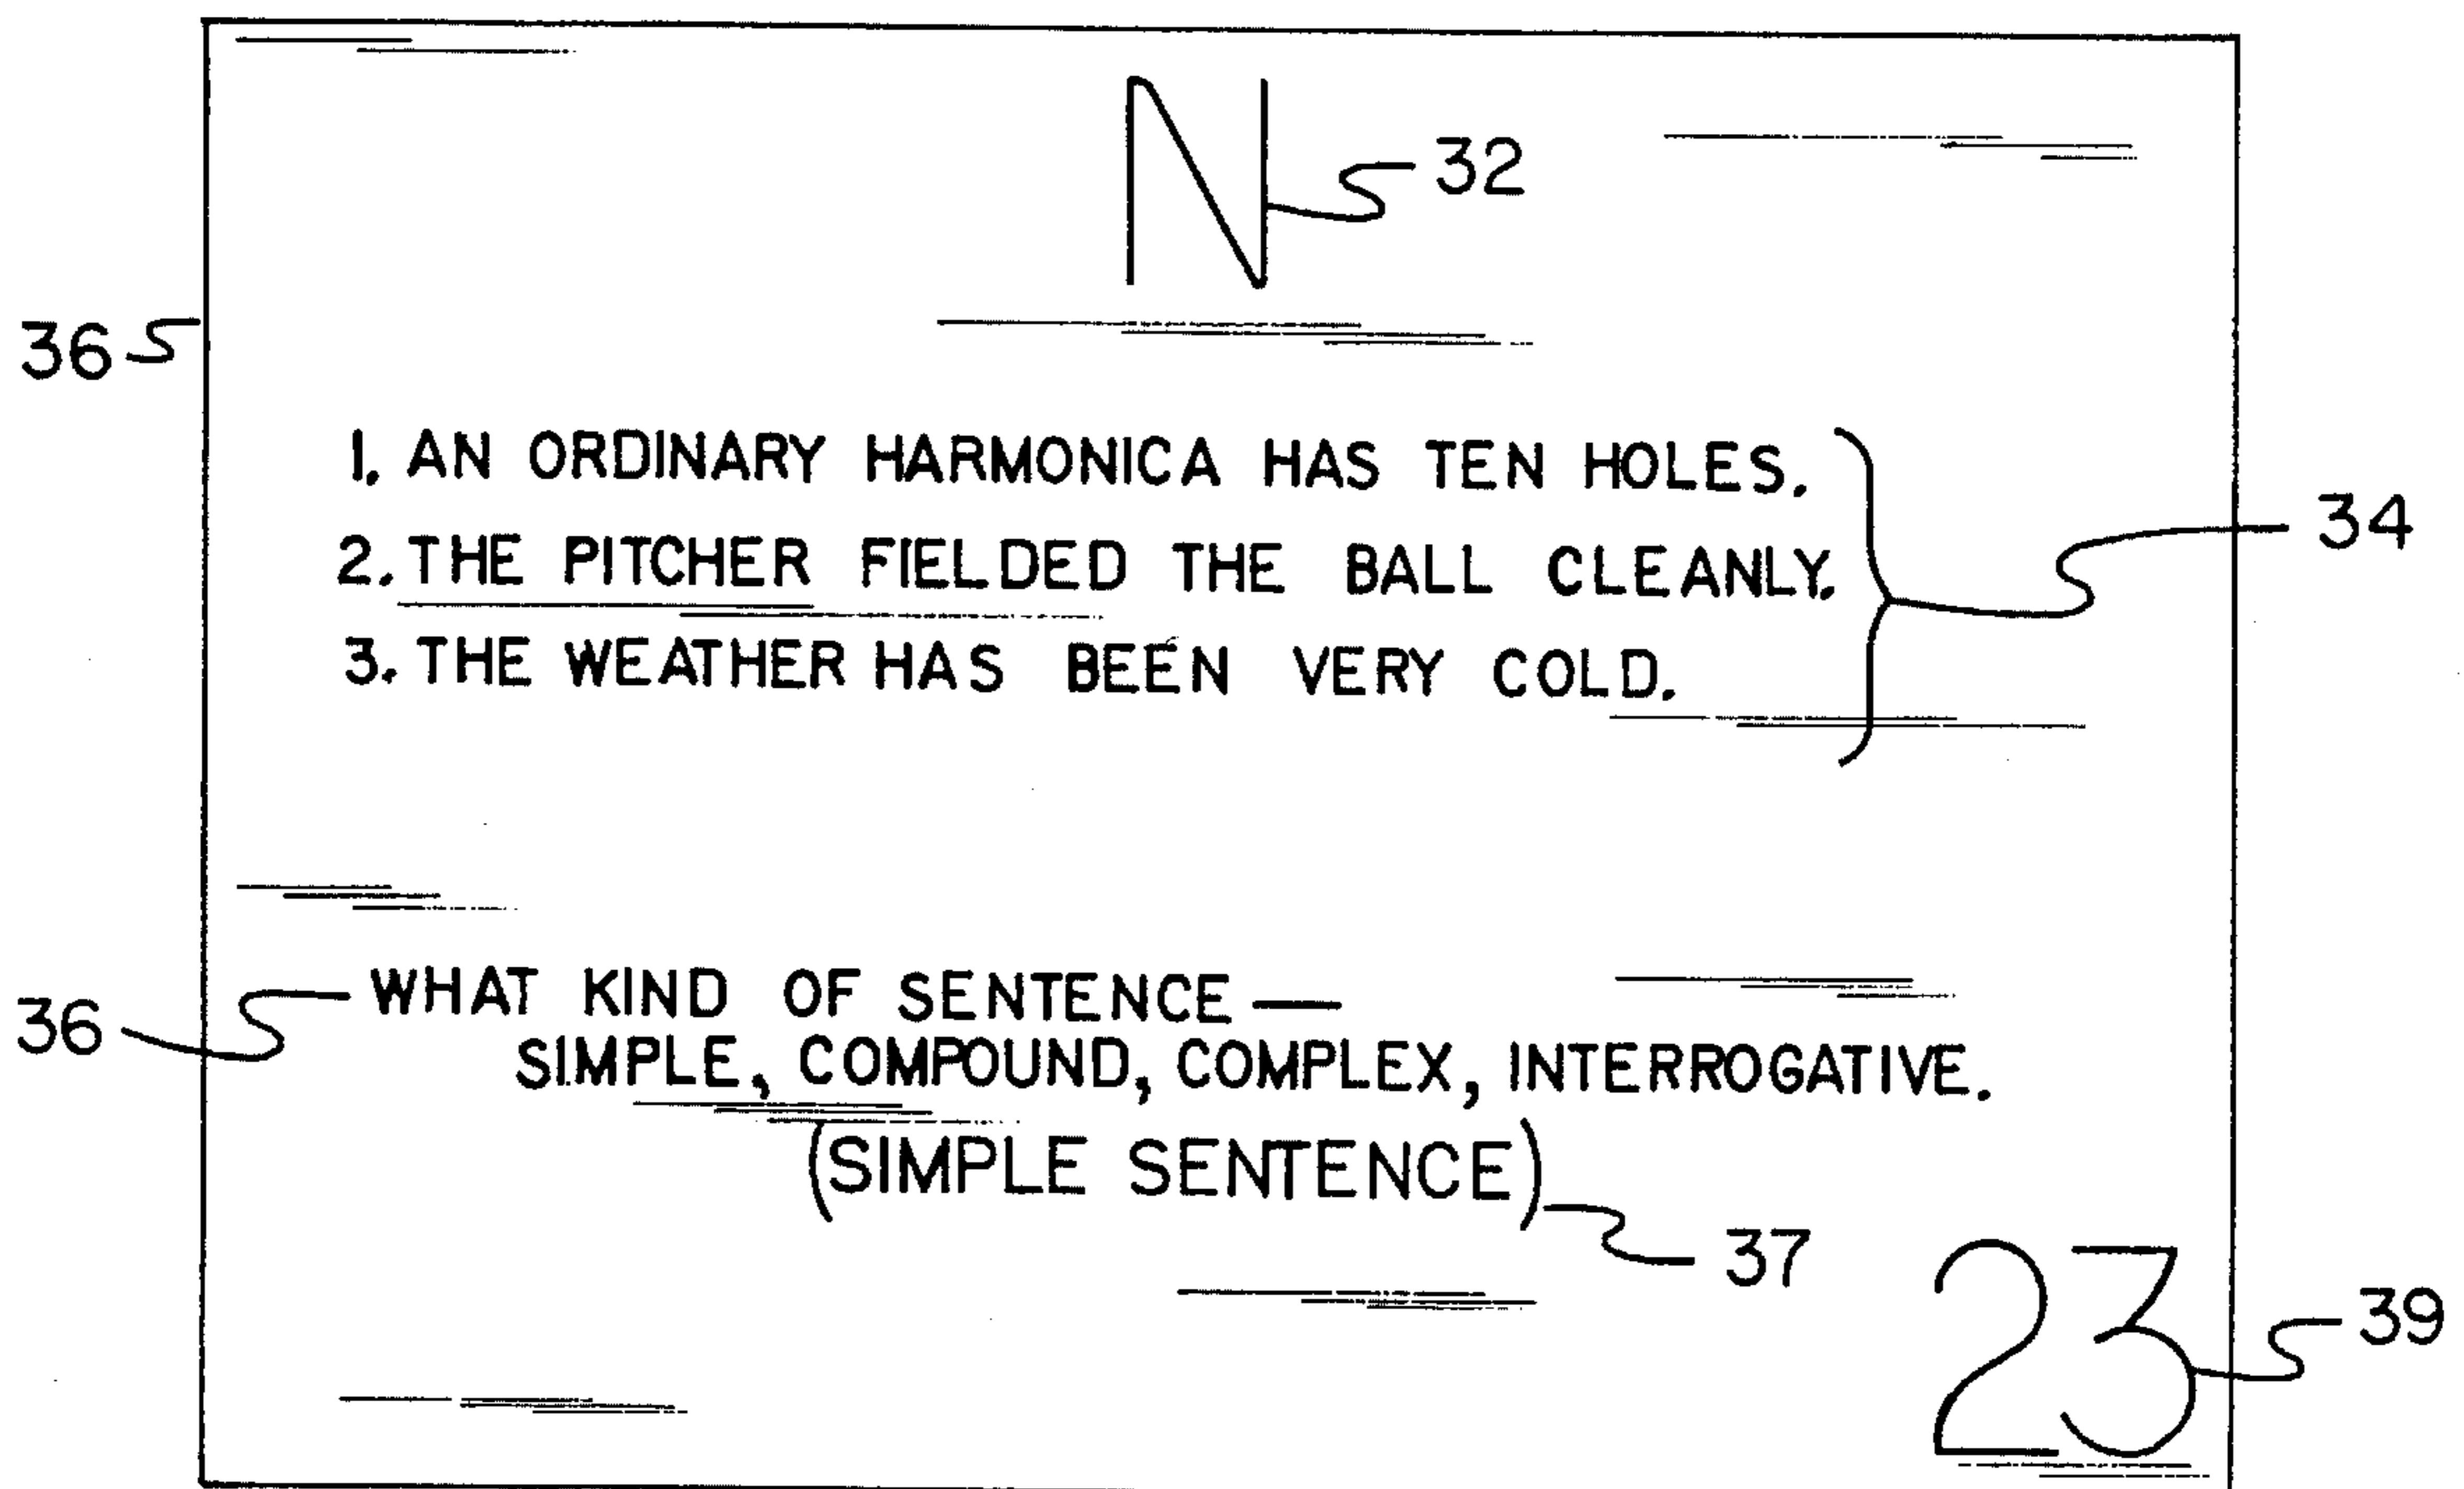 N
32
36
1. AN ORDINARY HARMONICA HAS TEN HOLES.
2. THE PITCHER FIELDED THE BALL CLEANLY.
34
3. THE WEATHER HAS BEEN VERY COLD.
36
WHAT KIND OF SENTENCE —
SIMPLE, COMPOUND, COMPLEX, INTERROGATIVE.
(SIMPLE SENTENCE)
37
23
39